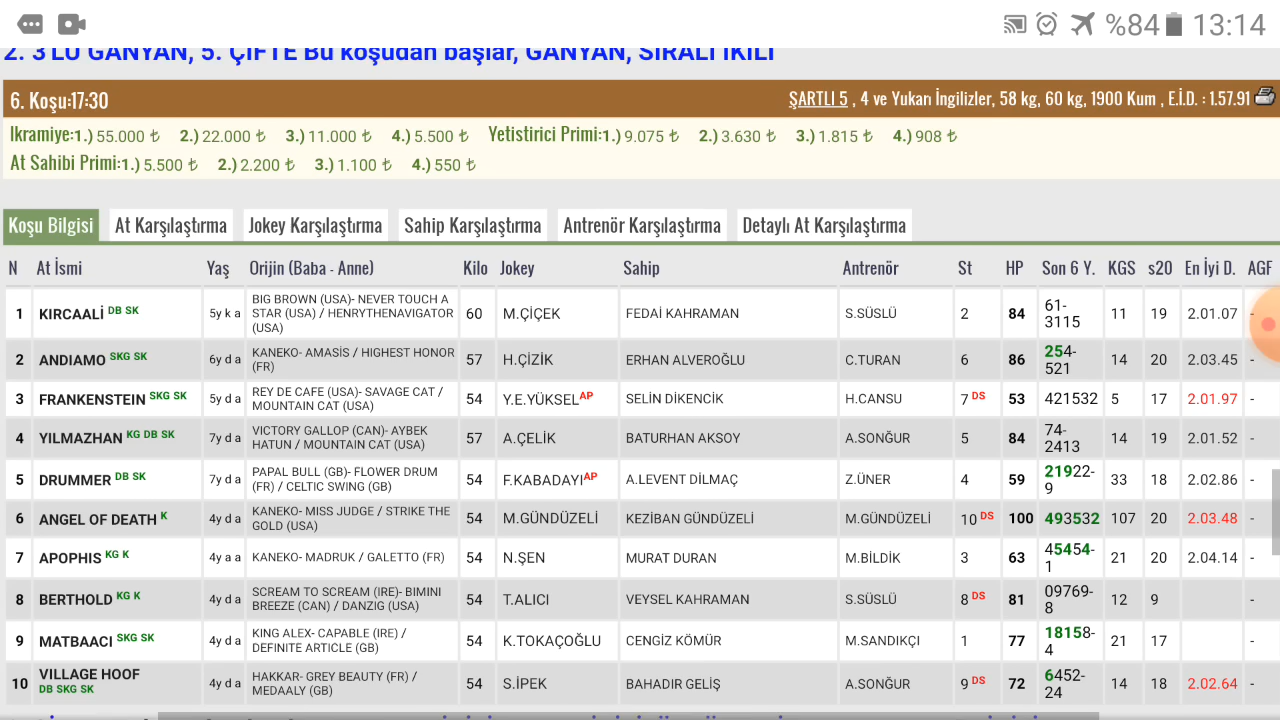 %84 13:14
2. 3 LÜ GANYAN, 5. ÇİFTE Bu koşudan başlar, GANYAN, SIRALI İKİLİ
6. Koşu:17:30 ŞARTLI 5 , 4 ve Yukarı İngilizler, 58 kg, 60 kg, 1900 Kum , E.İ.D. : 1.57.91
Ikramiye:1.) 55.000 ₺ 2.) 22.000 ₺ 3.) 11.000 ₺ 4.) 5.500 ₺ Yetistirici Primi:1.) 9.075 ₺ 2.) 3.630 ₺ 3.) 1.815 ₺ 4.) 908 ₺
At Sahibi Primi:1.) 5.500 ₺ 2.) 2.200 ₺ 3.) 1.100 ₺ 4.) 550 ₺
Koşu Bilgisi At Karşılaştırma Jokey Karşılaştırma Sahip Karşılaştırma Antrenör Karşılaştırma Detaylı At Karşılaştırma
N At İsmi Yaş Orijin (Baba - Anne) Kilo Jokey Sahip Antrenör St HP Son 6 Y. KGS s20 En İyi D. AGF
1 KIRCAALİ DB SK 5y k a BIG BROWN (USA)- NEVER TOUCH A STAR (USA) / HENRYTHENAVIGATOR (USA) 60 M.ÇİÇEK FEDAİ KAHRAMAN S.SÜSLÜ 2 84 61-3115 11 19 2.01.07 -
2 ANDIAMO SKG SK 6y d a KANEKO- AMASİS / HIGHEST HONOR (FR) 57 H.ÇİZİK ERHAN ALVEROĞLU C.TURAN 6 86 254-521 14 20 2.03.45 -
3 FRANKENSTEIN SKG SK 5y d a REY DE CAFE (USA)- SAVAGE CAT / MOUNTAIN CAT (USA) 54 Y.E.YÜKSEL AP SELİN DİKENCİK H.CANSU 7 DS 53 421532 5 17 2.01.97 -
4 YILMAZHAN KG DB SK 7y d a VICTORY GALLOP (CAN)- AYBEK HATUN / MOUNTAIN CAT (USA) 57 A.ÇELİK BATURHAN AKSOY A.SONĞUR 5 84 74-2413 14 19 2.01.52 -
5 DRUMMER DB SK 7y d a PAPAL BULL (GB)- FLOWER DRUM (FR) / CELTIC SWING (GB) 54 F.KABADAYI AP A.LEVENT DİLMAÇ Z.ÜNER 4 59 21922-9 33 18 2.02.86 -
6 ANGEL OF DEATH K 4y d a KANEKO- MISS JUDGE / STRIKE THE GOLD (USA) 54 M.GÜNDÜZELİ KEZİBAN GÜNDÜZELİ M.GÜNDÜZELİ 10 DS 100 493532 107 20 2.03.48 -
7 APOPHIS KG K 4y a a KANEKO- MADRUK / GALETTO (FR) 54 N.ŞEN MURAT DURAN M.BİLDİK 3 63 45454-1 21 20 2.04.14 -
8 BERTHOLD KG K 4y d a SCREAM TO SCREAM (IRE)- BIMINI BREEZE (CAN) / DANZIG (USA) 54 T.ALICI VEYSEL KAHRAMAN S.SÜSLÜ 8 DS 81 09769-8 12 9 -
9 MATBAACI SKG SK 4y d a KING ALEX- CAPABLE (IRE) / DEFINITE ARTICLE (GB) 54 K.TOKAÇOĞLU CENGİZ KÖMÜR M.SANDIKÇI 1 77 18158-4 21 17 -
10 VILLAGE HOOF DB SKG SK 4y d a HAKKAR- GREY BEAUTY (FR) / MEDAALY (GB) 54 S.İPEK BAHADIR GELİŞ A.SONĞUR 9 DS 72 6452-24 14 18 2.02.64 -